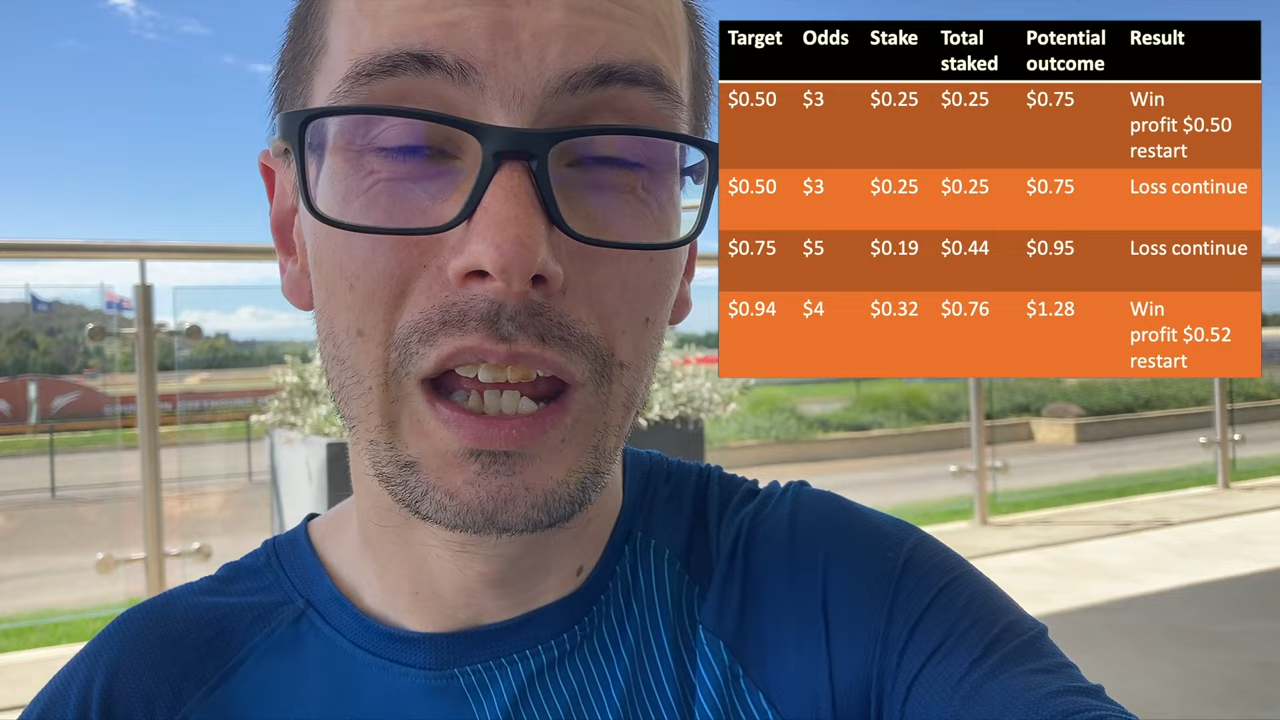 Target Odds Stake Total staked Potential outcome Result
$0.50 $3 $0.25 $0.25 $0.75 Win profit $0.50 restart
$0.50 $3 $0.25 $0.25 $0.75 Loss continue
$0.75 $5 $0.19 $0.44 $0.95 Loss continue
$0.94 $4 $0.32 $0.76 $1.28 Win profit $0.52 restart